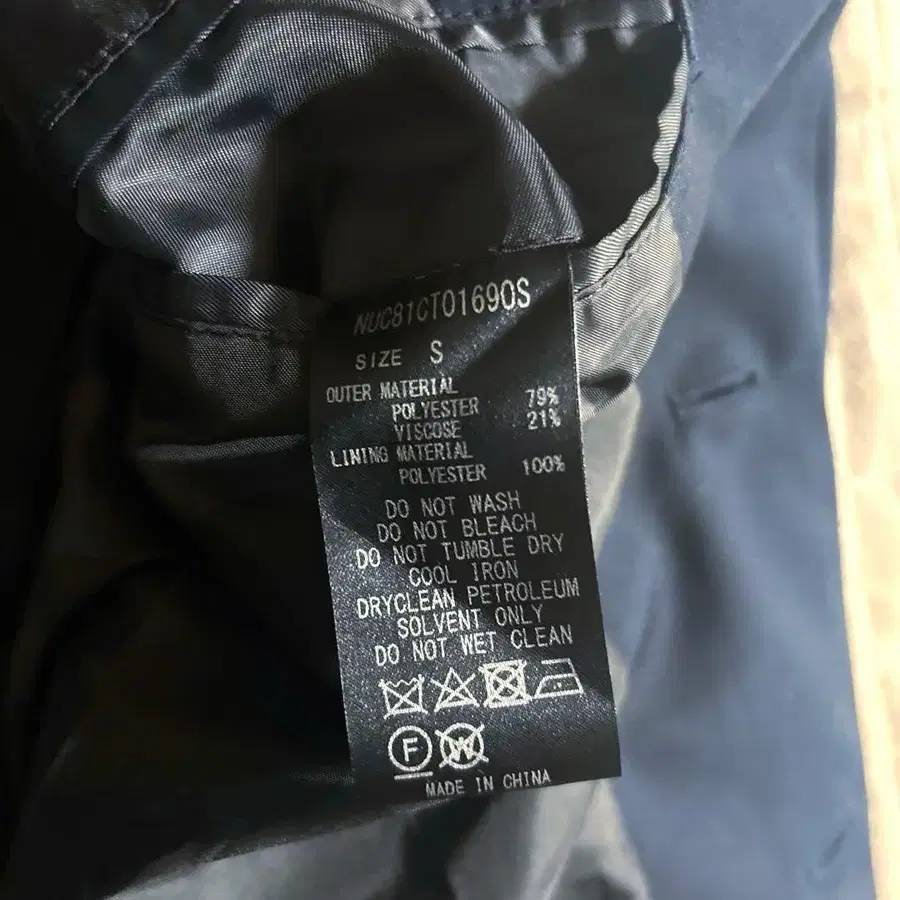 NUC81CT01690S
SIZE S
OUTER MATERIAL
POLYESTER 79%
VISCOSE 21%
LINING MATERIAL
POLYESTER 100%
DO NOT WASH
DO NOT BLEACH
DO NOT TUMBLE DRY
COOL IRON
DRYCLEAN PETROLEUM
SOLVENT ONLY
DO NOT WET CLEAN
F W
MADE IN CHINA